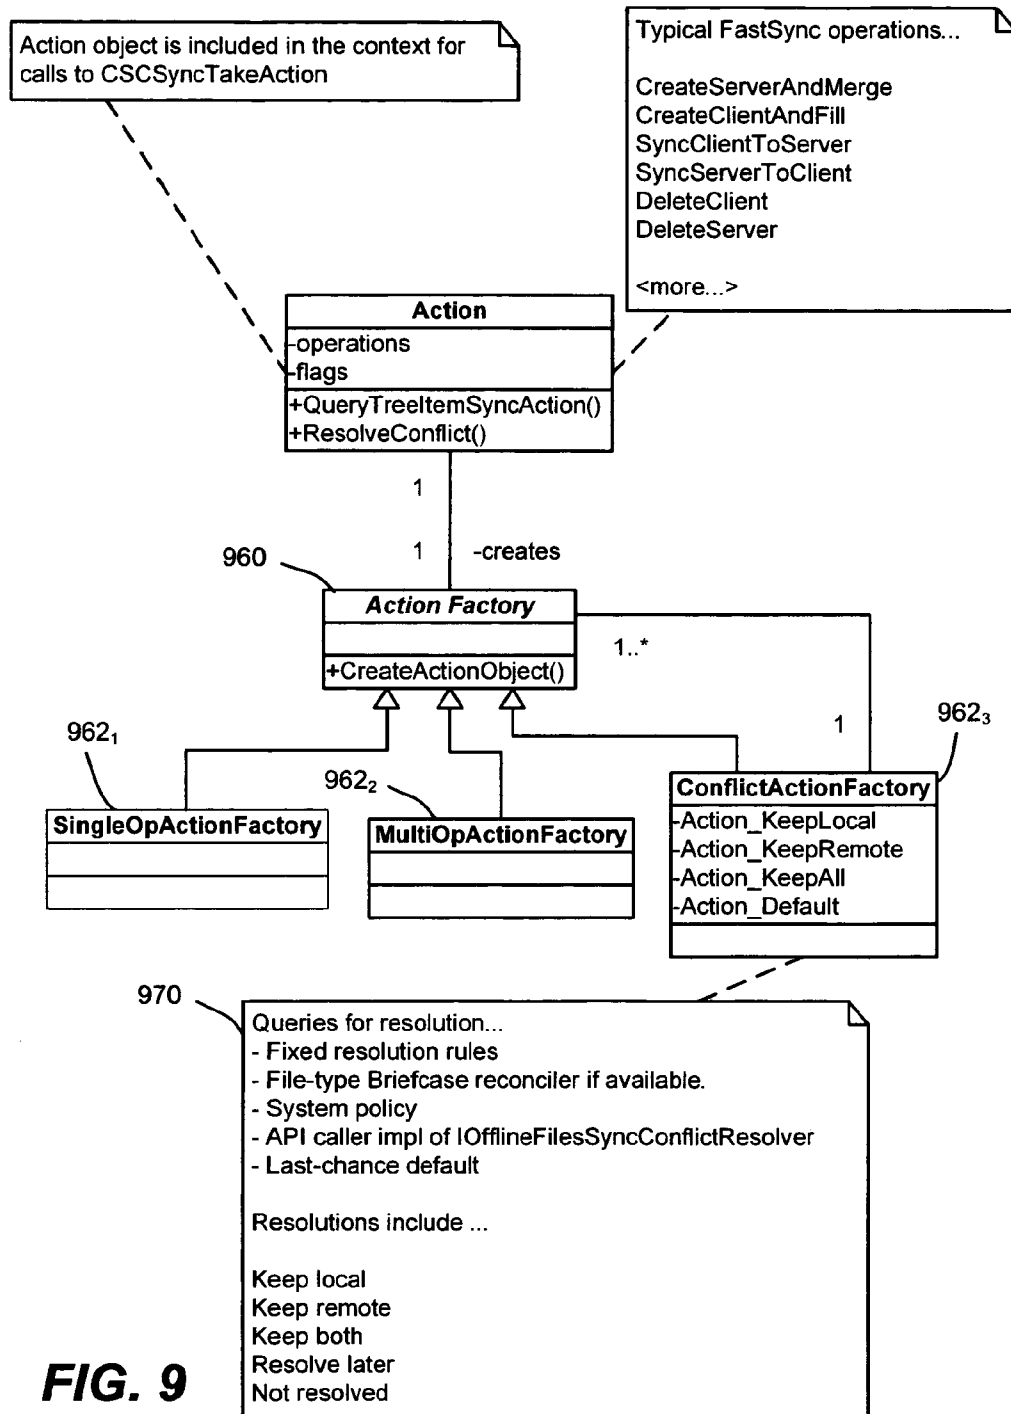 Action object is included in the context for
calls to CSCSyncTakeAction
Typical FastSync operations...
CreateServerAndMerge
CreateClientAndFill
SyncClientToServer
SyncServerToClient
DeleteClient
DeleteServer
<more...>
Action
-operations
-flags
+QueryTreeItemSyncAction()
+ResolveConflict()
1
1
-creates
960
Action Factory
+CreateActionObject()
1..*
1
962₁
962₂
962₃
SingleOpActionFactory
MultiOpActionFactory
ConflictActionFactory
-Action_KeepLocal
-Action_KeepRemote
-Action_KeepAll
-Action_Default
970
Queries for resolution...
- Fixed resolution rules
- File-type Briefcase reconciler if available.
- System policy
- API caller impl of IOfflineFilesSyncConflictResolver
- Last-chance default
Resolutions include ...
Keep local
Keep remote
Keep both
Resolve later
Not resolved
FIG. 9